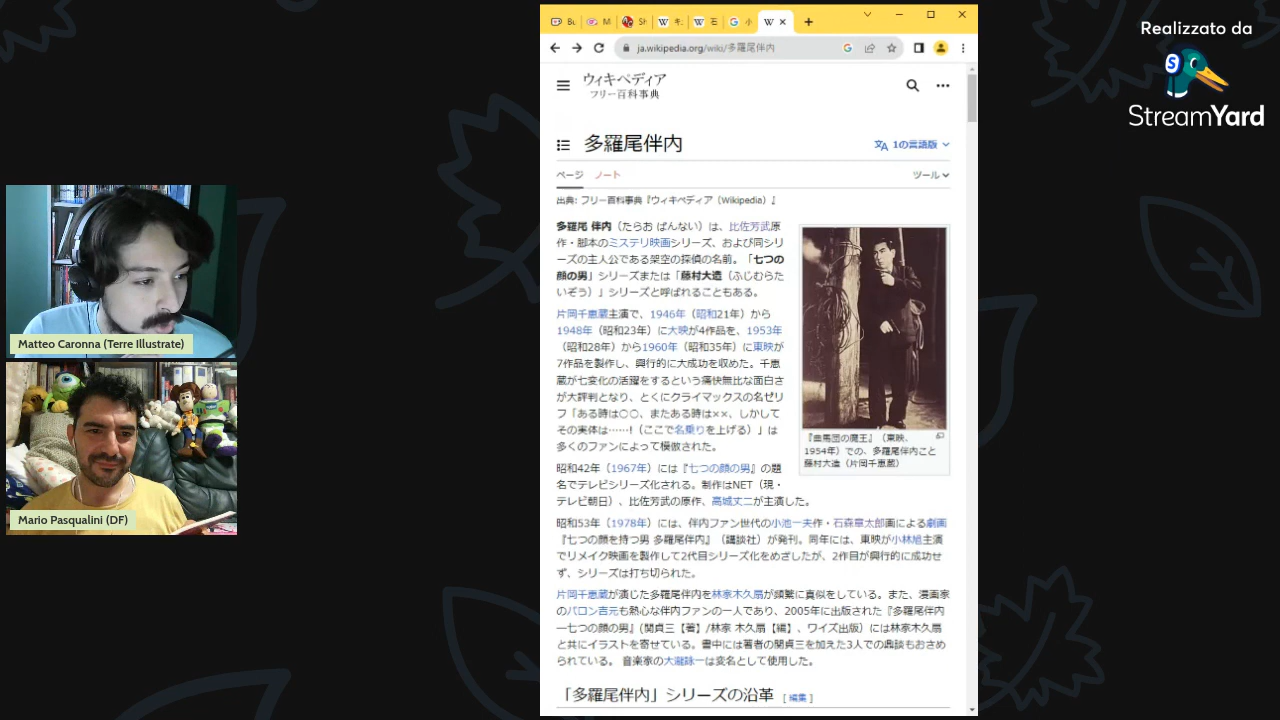 Realizzato da
StreamYard
Matteo Caronna (Terre Illustrate)
Mario Pasqualini (DF)
ja.wikipedia.org/wiki/多羅尾伴内
ウィキペディア
フリー百科事典
多羅尾伴内
1の言語版
ページ ノート
ツール
出典: フリー百科事典『ウィキペディア（Wikipedia）』
多羅尾 伴内（たらお ばんない）は、比佐芳武原
作・脚本のミステリ映画シリーズ、および同シリ
ーズの主人公である架空の探偵の名前。「七つの
顔の男」シリーズまたは「藤村大造（ふじむらた
いぞう）」シリーズと呼ばれることもある。
片岡千恵蔵主演で、1946年（昭和21年）から
1948年（昭和23年）に大映が4作品を、1953年
（昭和28年）から1960年（昭和35年）に東映が
7作品を製作し、興行的に大成功を収めた。千恵
蔵が七変化の活躍をするという痛快無比な面白さ
が大評判となり、とくにクライマックスの名ゼリ
フ「ある時は○○、またある時は××、しかして
その実体は……!（ここで名乗りを上げる）」は
多くのファンによって模倣された。
『曲馬団の魔王』（東映、
1954年）での、多羅尾伴内こと
藤村大造（片岡千恵蔵）
昭和42年（1967年）には『七つの顔の男』の題
名でテレビシリーズ化される。制作はNET（現・
テレビ朝日）、比佐芳武の原作、高城丈二が主演した。
昭和53年（1978年）には、伴内ファン世代の小池一夫作・石森章太郎画による劇画
『七つの顔を持つ男 多羅尾伴内』（講談社）が発刊。同年には、東映が小林旭主演
でリメイク映画を製作して2代目シリーズ化をめざしたが、2作目が興行的に成功せ
ず、シリーズは打ち切られた。
片岡千恵蔵が演じた多羅尾伴内を林家木久扇が頻繁に真似をしている。また、漫画家
のバロン吉元も熱心な伴内ファンの一人であり、2005年に出版された『多羅尾伴内
―七つの顔の男』(関貞三【著】/林家 木久扇【編】、ワイズ出版）には林家木久扇
と共にイラストを寄せている。書中には著者の関貞三を加えた3人での鼎談もおさめ
られている。 音楽家の大瀧詠一は変名として使用した。
「多羅尾伴内」シリーズの沿革 [ 編集 ]